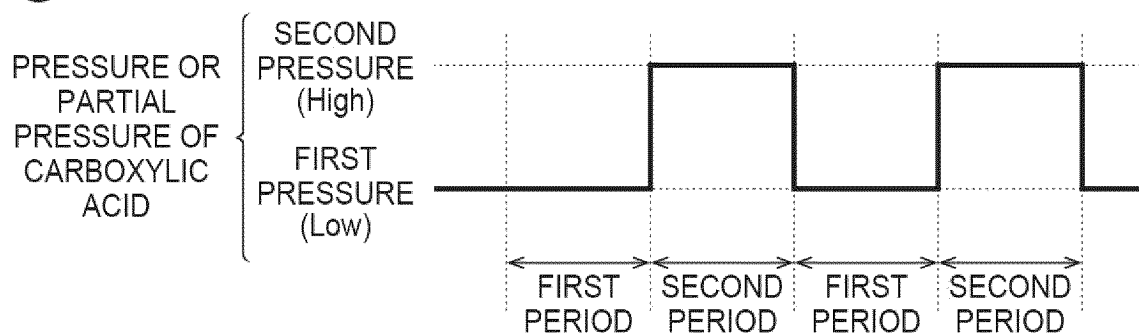 PRESSURE OR
PARTIAL
PRESSURE OF
CARBOXYLIC
ACID
SECOND
PRESSURE
(High)
FIRST
PRESSURE
(Low)
FIRST
PERIOD
SECOND
PERIOD
FIRST
PERIOD
SECOND
PERIOD